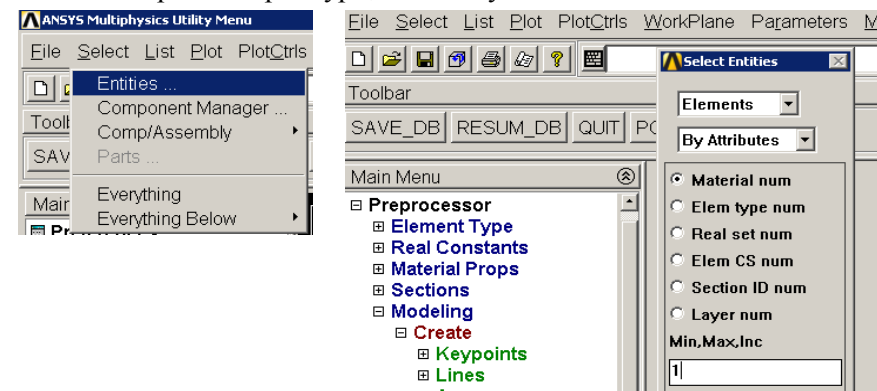 ANSYS Multiphysics Utility Menu
File Select List Plot PlotCtrls
Entities ...
Component Manager ...
Comp/Assembly
Parts ...
Everything
Everything Below
Toolb
SAV
Main
File Select List Plot PlotCtrls WorkPlane Parameters M
Toolbar
SAVE_DB RESUM_DB QUIT PO
Main Menu
Preprocessor
Element Type
Real Constants
Material Props
Sections
Modeling
Create
Keypoints
Lines
Select Entities
Elements
By Attributes
Material num
Elem type num
Real set num
Elem CS num
Section ID num
Layer num
Min,Max,Inc
1